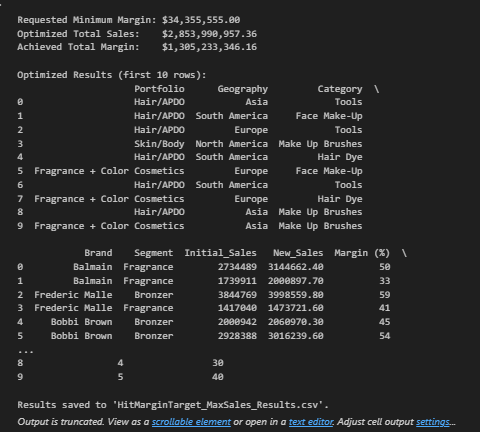 Requested Minimum Margin: $34,355,555.00
Optimized Total Sales: $2,853,990,957.36
Achieved Total Margin: $1,305,233,346.16
Optimized Results (first 10 rows):
Portfolio Geography Category \
0 Hair/APDO Asia Tools
1 Hair/APDO South America Face Make-Up
2 Hair/APDO Europe Tools
3 Skin/Body North America Make Up Brushes
4 Hair/APDO South America Hair Dye
5 Fragrance + Color Cosmetics Europe Face Make-Up
6 Hair/APDO South America Tools
7 Fragrance + Color Cosmetics Europe Hair Dye
8 Hair/APDO Asia Make Up Brushes
9 Fragrance + Color Cosmetics Asia Make Up Brushes
Brand Segment Initial_Sales New_Sales Margin (%) \
0 Balmain Fragrance 2734489 3144662.40 50
1 Balmain Fragrance 1739911 2000897.70 33
2 Frederic Malle Bronzer 3844769 3998559.80 59
3 Frederic Malle Fragrance 1417040 1473721.60 41
4 Bobbi Brown Bronzer 2000942 2060970.30 45
5 Bobbi Brown Bronzer 2928388 3016239.60 54
...
8 4 30
9 5 40
Results saved to 'HitMarginTarget_MaxSales_Results.csv'.
Output is truncated. View as a scrollable element or open in a text editor. Adjust cell output settings...